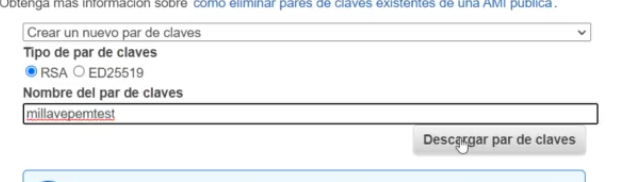 Obtenga más información sobre cómo eliminar pares de claves existentes de una AMI pública.
Crear un nuevo par de claves
Tipo de par de claves
RSA ED25519
Nombre del par de claves
millavepemtest
Descargar par de claves